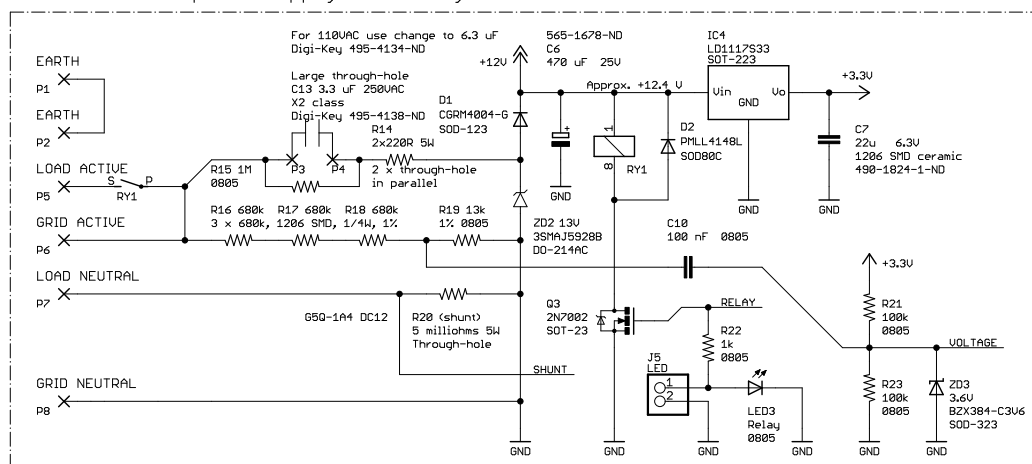 For 110VAC use change to 6.3 uF
Digi-Key 495-4134-ND
565-1678-ND
C6
470 uF 25V
+12V
IC4
LD1117S33
SOT-223
EARTH
P1
Large through-hole
C13 3.3 uF 250VAC
X2 class
Digi-Key 495-4138-ND
Approx. +12.4 V
Vin
Vo
GND
+3.3V
EARTH
P2
D1
CGRM4004-G
SOD-123
R14
2x220R 5W
2 x through-hole
in parallel
P3
P4
+
1
8
RY1
D2
PMLL4148L
SOD80C
C7
22u 6.3V
1206 SMD ceramic
490-1824-1-ND
LOAD ACTIVE
P5
S
P
RY1
R15 1M
0805
GND
GND
GND
GRID ACTIVE
P6
R16 680k
R17 680k
R18 680k
3 x 680k, 1206 SMD, 1/4W, 1%
R19 13k
1% 0805
ZD2 13V
3SMAJ5928B
DO-214AC
C10
100 nF 0805
+3.3V
LOAD NEUTRAL
P7
G5Q-1A4 DC12
R20 (shunt)
5 milliohms 5W
Through-hole
SHUNT
Q3
2N7002
SOT-23
RELAY
R22
1k
0805
R21
100k
0805
VOLTAGE
J5
LED
1
2
LED3
Relay
0805
R23
100k
0805
ZD3
3.6V
BZX384-C3V6
SOD-323
GRID NEUTRAL
P8
GND
GND
GND
GND
GND
GND